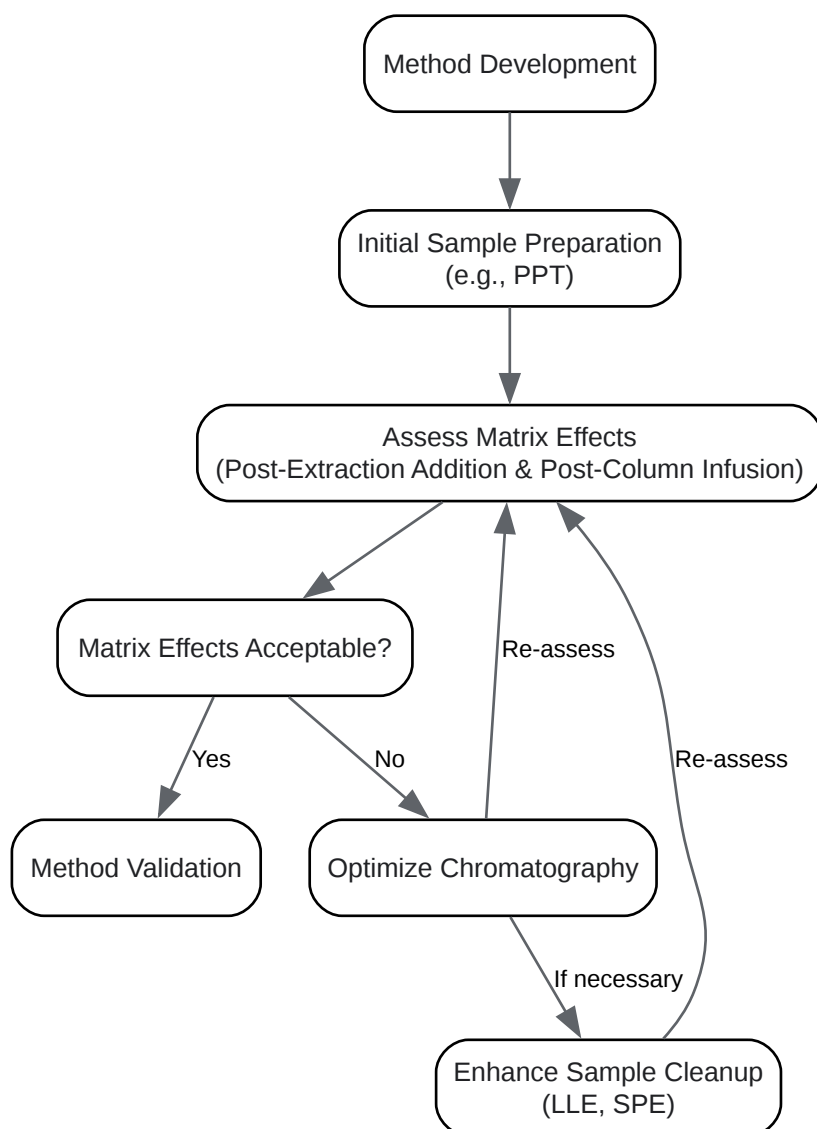 Method Development
Initial Sample Preparation
(e.g., PPT)
Assess Matrix Effects
(Post-Extraction Addition & Post-Column Infusion)
Matrix Effects Acceptable?
Re-assess
Re-assess
Yes
No
Method Validation
Optimize Chromatography
If necessary
Enhance Sample Cleanup
(LLE, SPE)